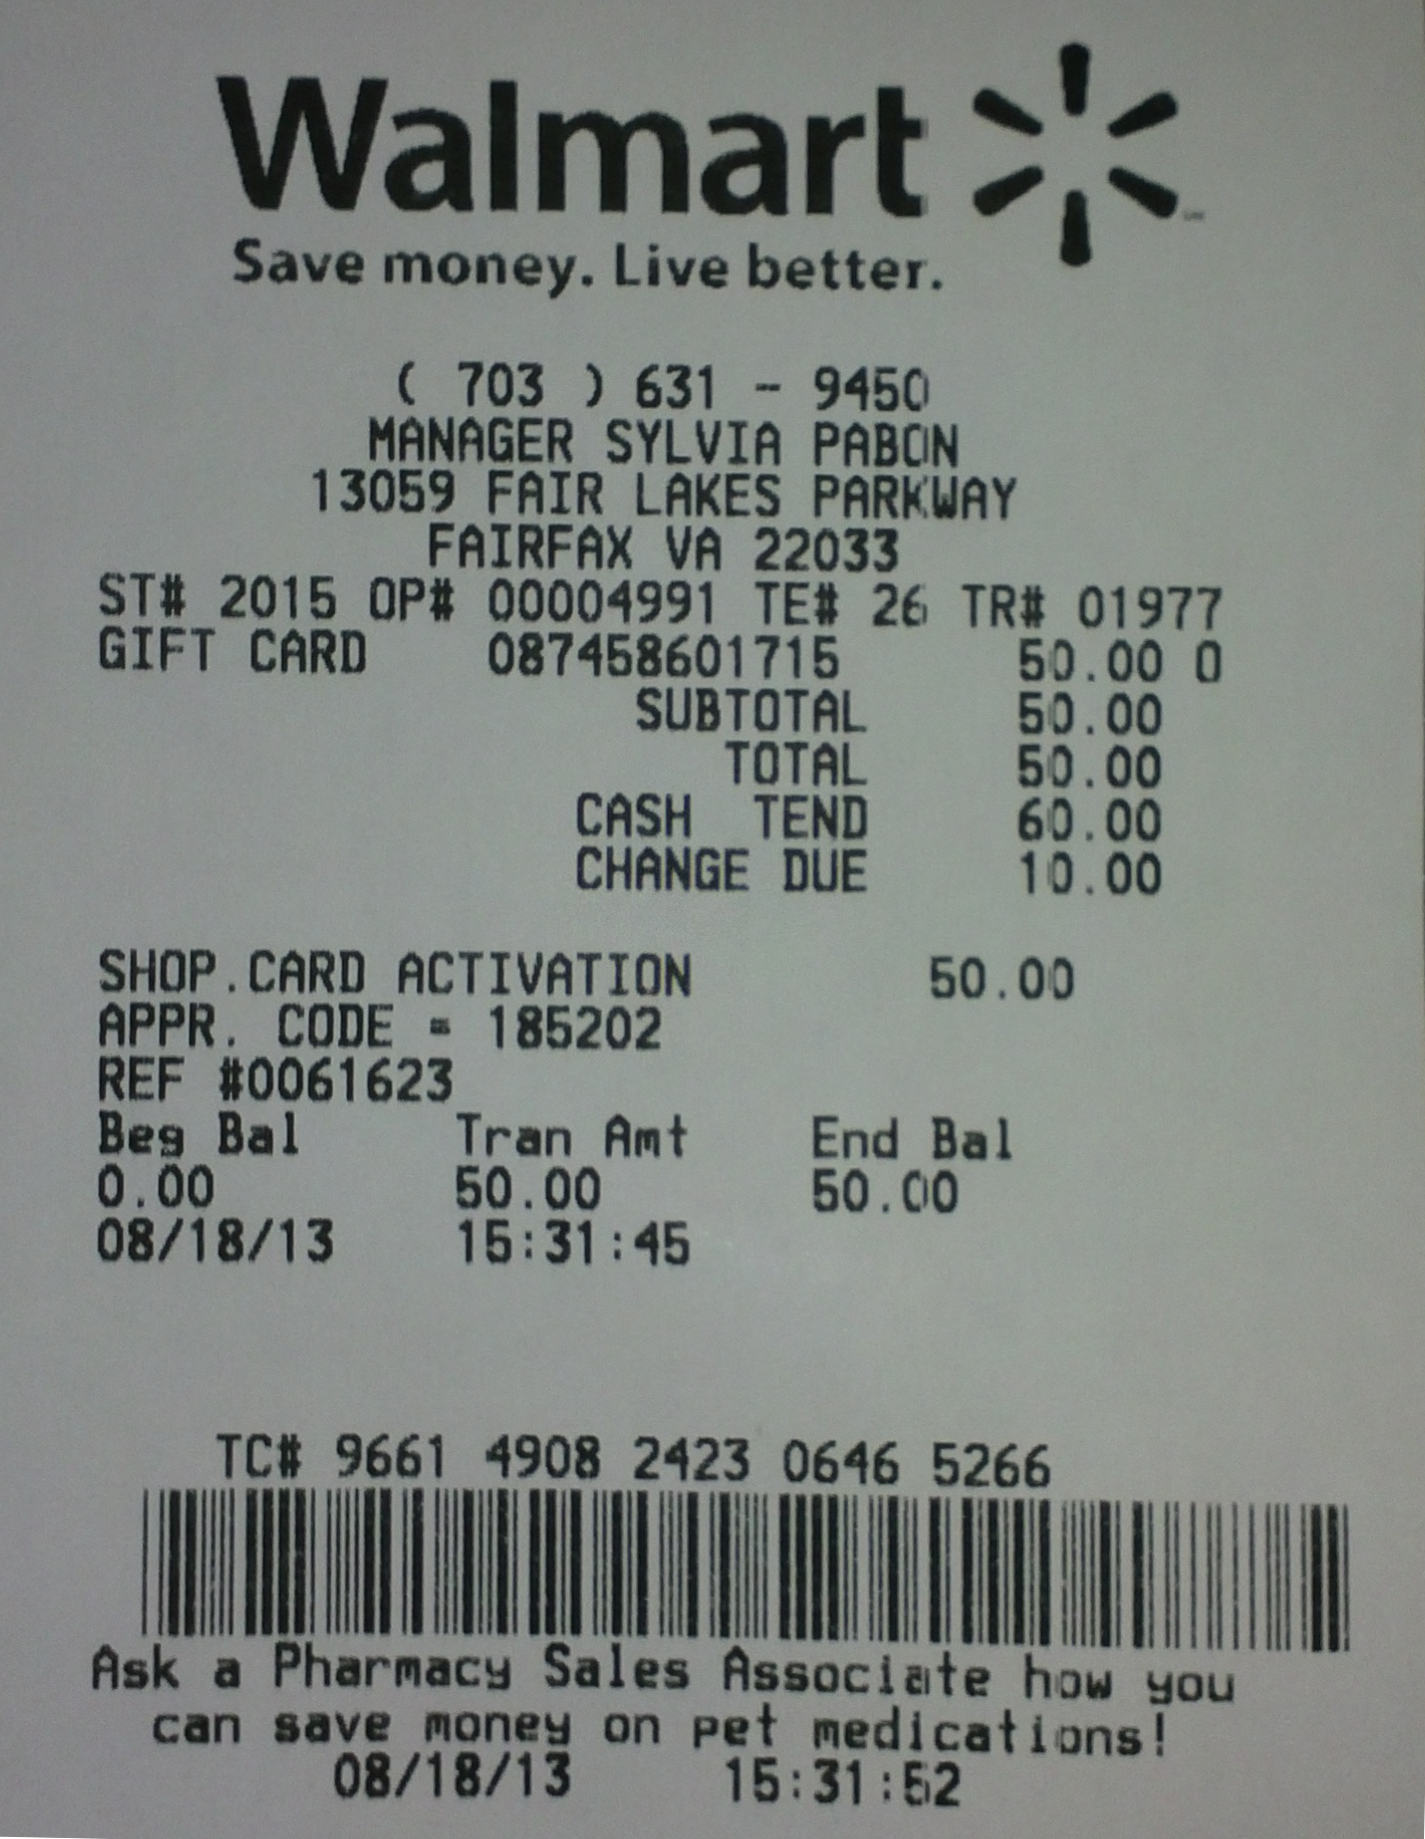 Walmart
Save money. Live better.
( 703 ) 631 - 9450
MANAGER SYLVIA PABON
13059 FAIR LAKES PARKWAY
FAIRFAX VA 22033
ST# 2015 OP# 00004991 TE# 26 TR# 01977
GIFT CARD 087458601715 50.00 O
SUBTOTAL 50.00
TOTAL 50.00
CASH TEND 60.00
CHANGE DUE 10.00
SHOP.CARD ACTIVATION 50.00
APPR. CODE = 185202
REF #0061623
Beg Bal Tran Amt End Bal
0.00 50.00 50.00
08/18/13 15:31:45
TC# 9661 4908 2423 0646 5266
Ask a Pharmacy Sales Associate how you
can save money on pet medications!
08/18/13 15:31:52